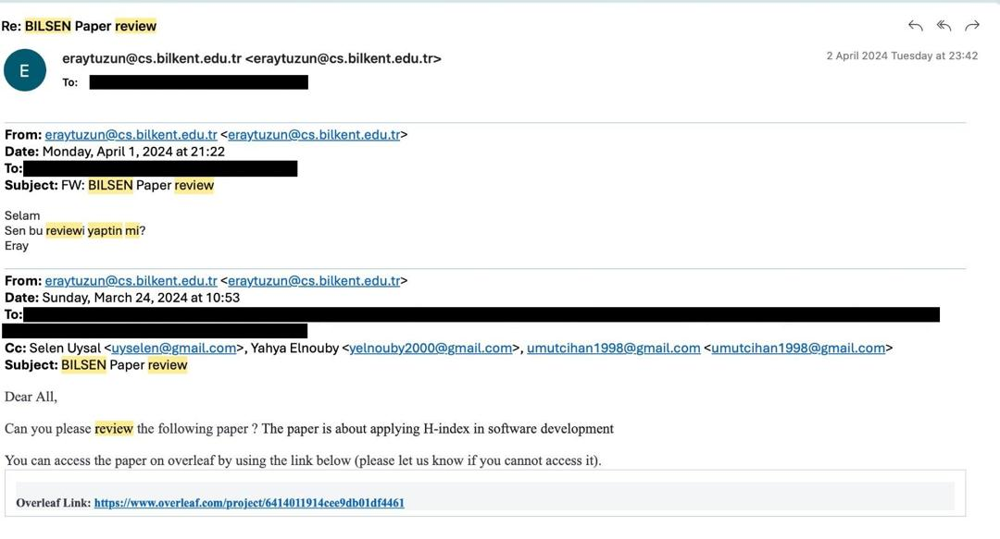 Re: BILSEN Paper review
E
eraytuzun@cs.bilkent.edu.tr <eraytuzun@cs.bilkent.edu.tr>
2 April 2024 Tuesday at 23:42
To:
From: eraytuzun@cs.bilkent.edu.tr <eraytuzun@cs.bilkent.edu.tr>
Date: Monday, April 1, 2024 at 21:22
To:
Subject: FW: BILSEN Paper review
Selam
Sen bu reviewi yaptin mi?
Eray
From: eraytuzun@cs.bilkent.edu.tr <eraytuzun@cs.bilkent.edu.tr>
Date: Sunday, March 24, 2024 at 10:53
To:
Cc: Selen Uysal <uyselen@gmail.com>, Yahya Elnouby <yelnouby2000@gmail.com>, umutcihan1998@gmail.com <umutcihan1998@gmail.com>
Subject: BILSEN Paper review
Dear All,
Can you please review the following paper ? The paper is about applying H-index in software development
You can access the paper on overleaf by using the link below (please let us know if you cannot access it).
Overleaf Link: https://www.overleaf.com/project/6414011914cee9db01df4461